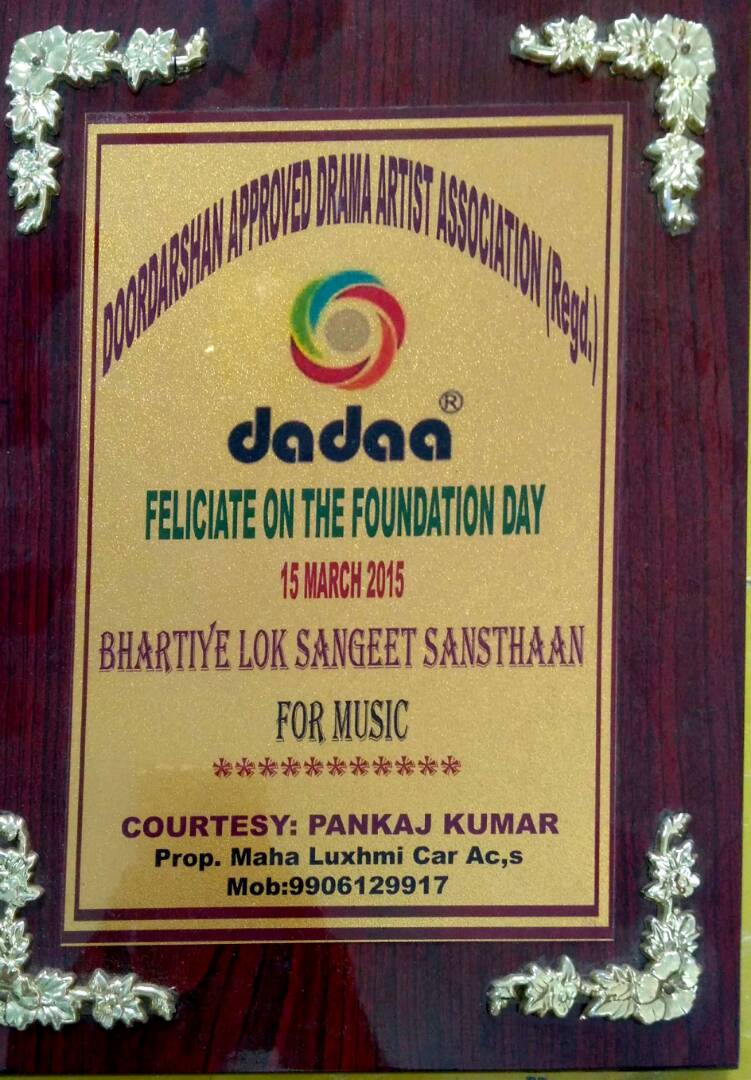 DOORDARSHAN APPROVED DRAMA ARTIST ASSOCIATION (Regd.)
dadaa®
FELICIATE ON THE FOUNDATION DAY
15 MARCH 2015
BHARTIYE LOK SANGEET SANSTHAAN
FOR MUSIC
***********
COURTESY: PANKAJ KUMAR
Prop. Maha Luxhmi Car Ac,s
Mob:9906129917